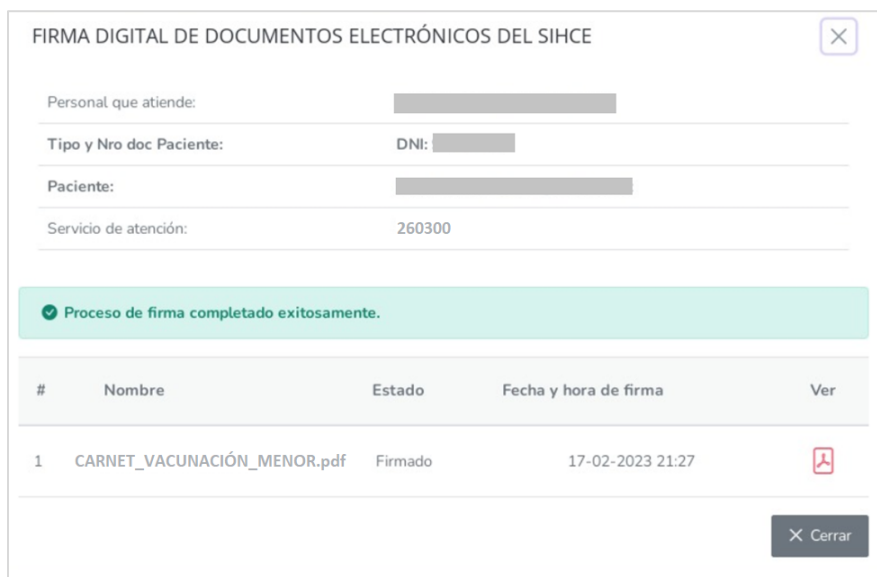 FIRMA DIGITAL DE DOCUMENTOS ELECTRÓNICOS DEL SIHCE
Personal que atiende:
Tipo y Nro doc Paciente: DNI:
Paciente:
Servicio de atención: 260300
Proceso de firma completado exitosamente.
# Nombre Estado Fecha y hora de firma Ver
1 CARNET_VACUNACIÓN_MENOR.pdf Firmado 17-02-2023 21:27
Cerrar